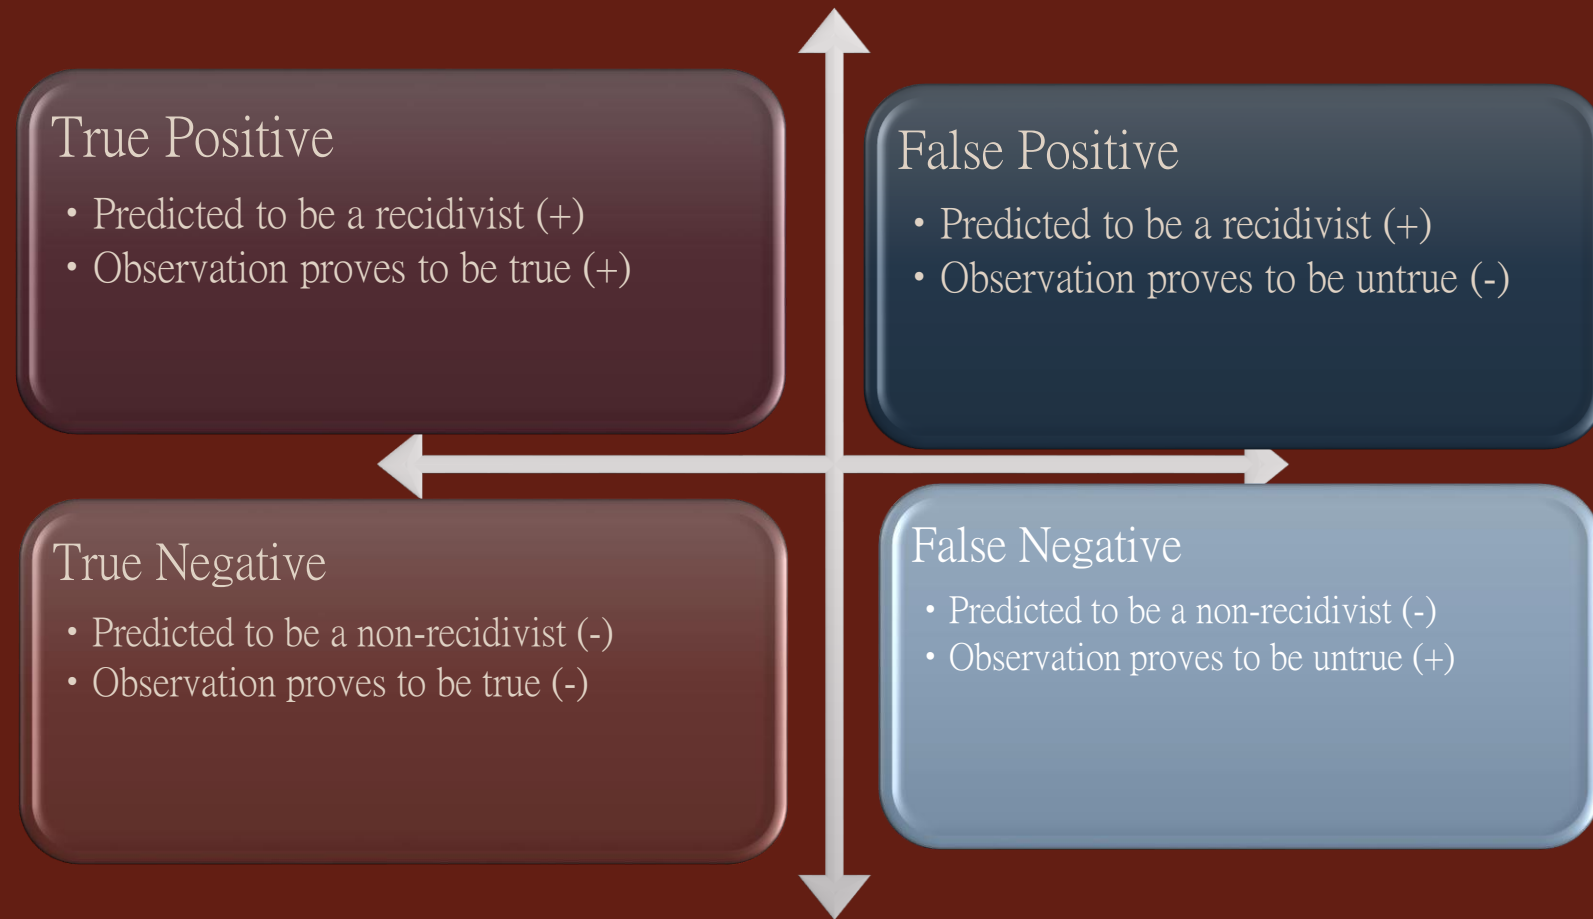 True Positive
• Predicted to be a recidivist (+)
• Observation proves to be true (+)
False Positive
• Predicted to be a recidivist (+)
• Observation proves to be untrue (-)
True Negative
• Predicted to be a non-recidivist (-)
• Observation proves to be true (-)
False Negative
• Predicted to be a non-recidivist (-)
• Observation proves to be untrue (+)